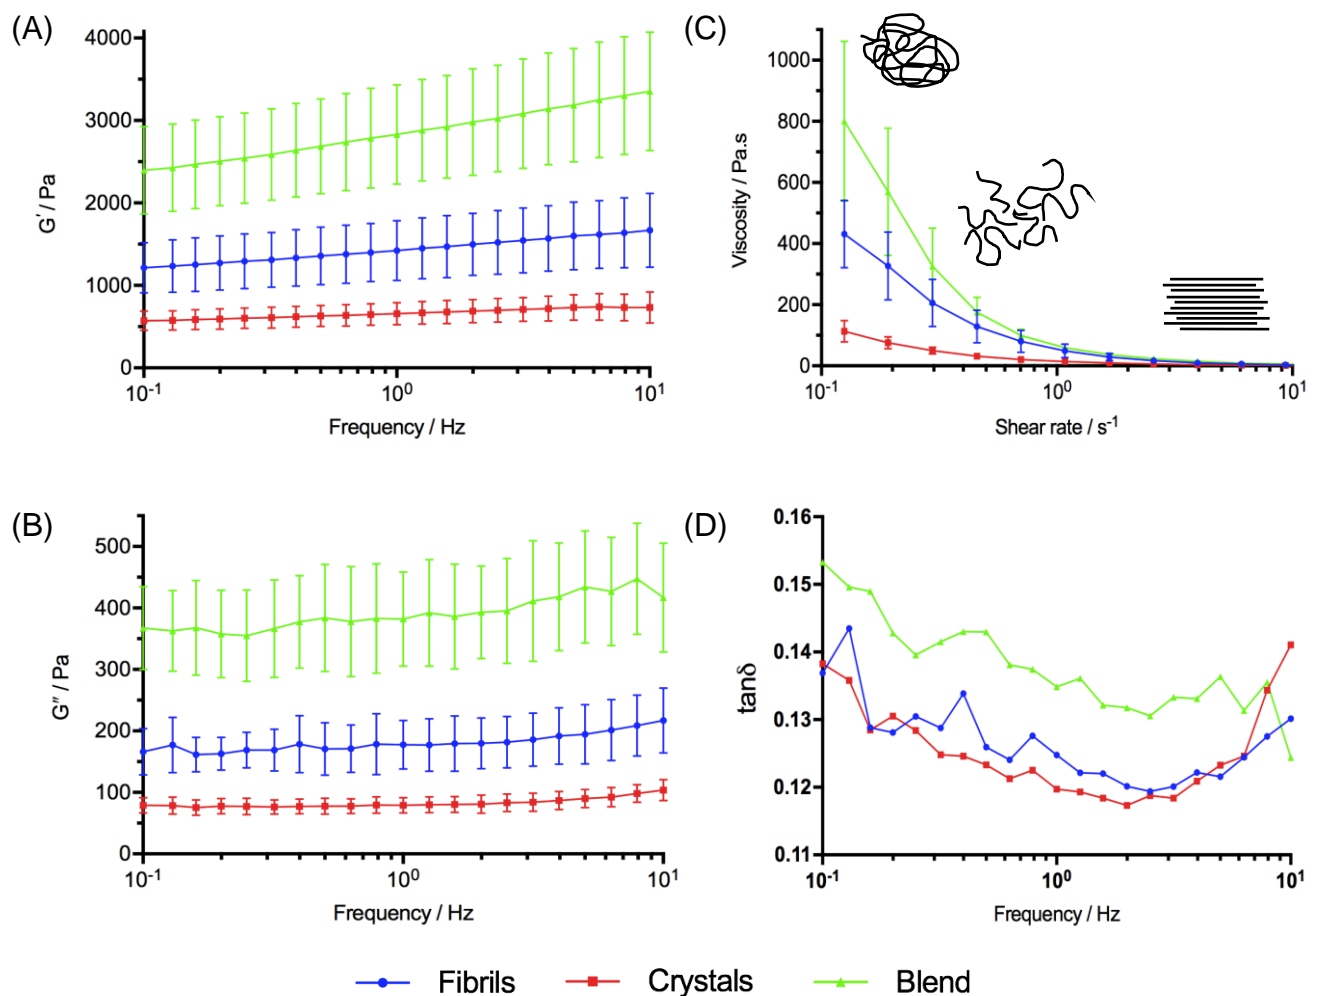 (A)
4000
3000
2000
1000
0
G′ / Pa
10-1
100
101
Frequency / Hz
(C)
1000
800
600
400
200
0
Viscosity / Pa.s
10-1
100
101
Shear rate / s-1
(B)
500
400
300
200
100
0
G″ / Pa
10-1
100
101
Frequency / Hz
(D)
0.16
0.15
0.14
0.13
0.12
0.11
tanδ
10-1
100
101
Frequency / Hz
Fibrils Crystals Blend